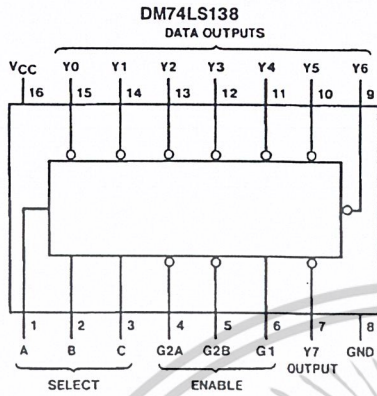 DM74LS138
DATA OUTPUTS
VCC Y0 Y1 Y2 Y3 Y4 Y5 Y6
16 15 14 13 12 11 10 9
1 2 3 4 5 6 7 8
A B C G2A G2B G1 Y7 GND
SELECT ENABLE OUTPUT